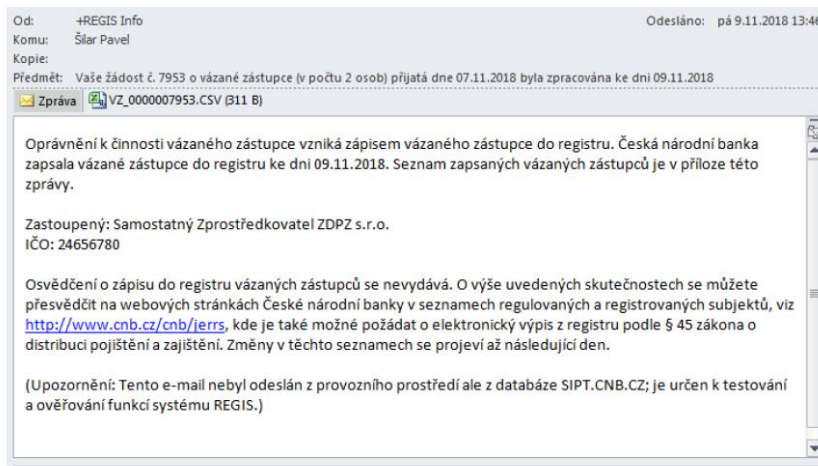 Od: +REGIS Info Odesláno: pá 9.11.2018 13:46
Komu: Šilar Pavel
Kopie:
Předmět: Vaše žádost č. 7953 o vázané zástupce (v počtu 2 osob) přijatá dne 07.11.2018 byla zpracována ke dni 09.11.2018
Zpráva VZ_0000007953.CSV (311 B)
Oprávnění k činnosti vázaného zástupce vzniká zápisem vázaného zástupce do registru. Česká národní banka
zapsala vázané zástupce do registru ke dni 09.11.2018. Seznam zapsaných vázaných zástupců je v příloze této
zprávy.
Zastoupený: Samostatný Zprostředkovatel ZDPZ s.r.o.
IČO: 24656780
Osvědčení o zápisu do registru vázaných zástupců se nevydává. O výše uvedených skutečnostech se můžete
přesvědčit na webových stránkách České národní banky v seznamech regulovaných a registrovaných subjektů, viz
http://www.cnb.cz/cnb/jerrs, kde je také možné požádat o elektronický výpis z registru podle § 45 zákona o
distribuci pojištění a zajištění. Změny v těchto seznamech se projeví až následující den.
(Upozornění: Tento e-mail nebyl odeslán z provozního prostředí ale z databáze SIPT.CNB.CZ; je určen k testování
a ověřování funkcí systému REGIS.)